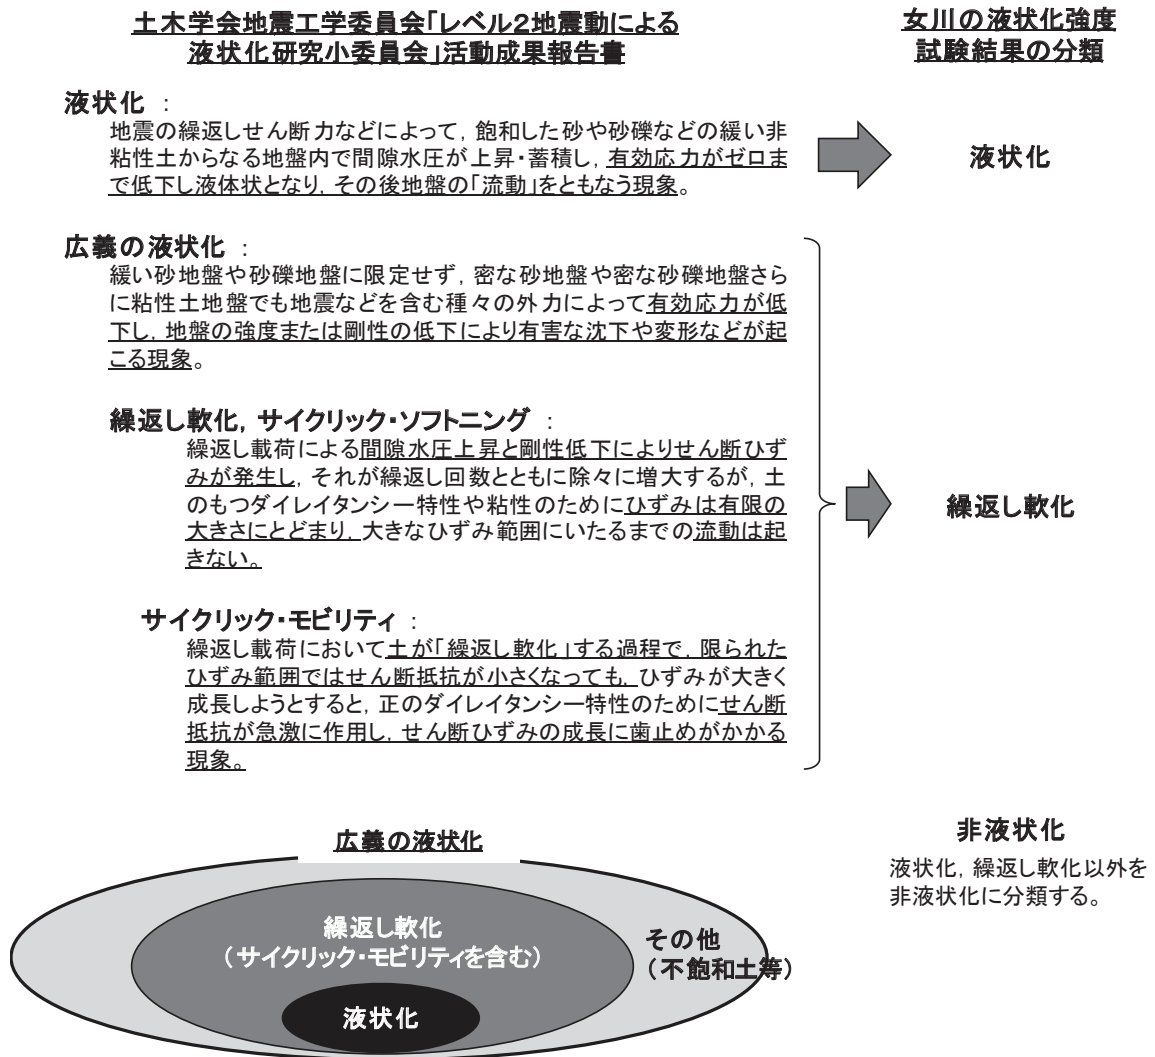 土木学会地震工学委員会「レベル2地震動による
液状化研究小委員会」活動成果報告書
女川の液状化強度
試験結果の分類
液状化 :
地震の繰返しせん断力などによって, 飽和した砂や砂礫などの緩い非
粘性土からなる地盤内で間隙水圧が上昇・蓄積し, 有効応力がゼロま
で低下し液体状となり, その後地盤の「流動」をともなう現象。
液状化
広義の液状化 :
緩い砂地盤や砂礫地盤に限定せず, 密な砂地盤や密な砂礫地盤さら
に粘性土地盤でも地震などを含む種々の外力によって有効応力が低
下し, 地盤の強度または剛性の低下により有害な沈下や変形などが起
こる現象。
繰返し軟化, サイクリック・ソフトニング :
繰返し載荷による間隙水圧上昇と剛性低下によりせん断ひず
みが発生し, それが繰返し回数とともに除々に増大するが, 土
のもつダイレイタンシー特性や粘性のためにひずみは有限の
大きさにとどまり, 大きなひずみ範囲にいたるまでの流動は起
きない。
繰返し軟化
サイクリック・モビリティ :
繰返し載荷において土が「繰返し軟化」する過程で, 限られた
ひずみ範囲ではせん断抵抗が小さくなっても, ひずみが大きく
成長しようとすると, 正のダイレイタンシー特性のためにせん断
抵抗が急激に作用し, せん断ひずみの成長に歯止めがかかる
現象。
非液状化
液状化, 繰返し軟化以外を
非液状化に分類する。
広義の液状化
繰返し軟化
(サイクリック・モビリティを含む)
その他
(不飽和土等)
液状化